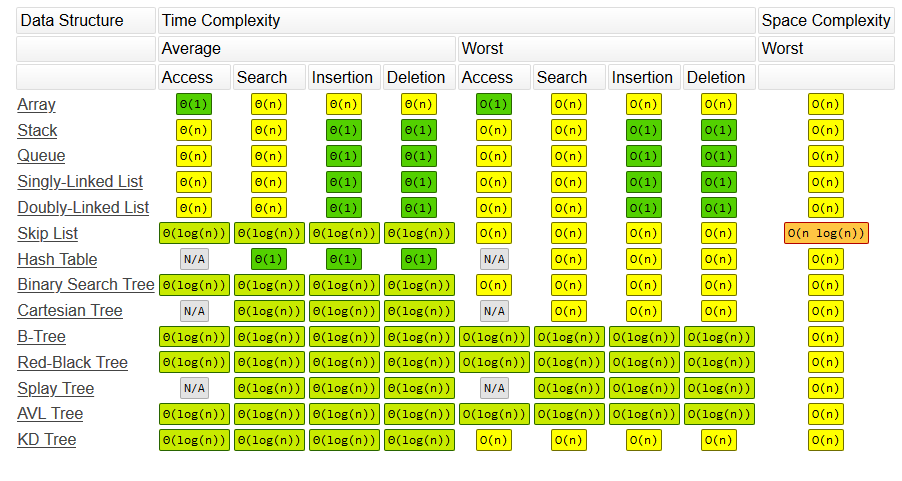 Data Structure Time Complexity Space Complexity
Average Worst Worst
Access Search Insertion Deletion Access Search Insertion Deletion
Array Θ(1) Θ(n) Θ(n) Θ(n) O(1) O(n) O(n) O(n) O(n)
Stack Θ(n) Θ(n) Θ(1) Θ(1) O(n) O(n) O(1) O(1) O(n)
Queue Θ(n) Θ(n) Θ(1) Θ(1) O(n) O(n) O(1) O(1) O(n)
Singly-Linked List Θ(n) Θ(n) Θ(1) Θ(1) O(n) O(n) O(1) O(1) O(n)
Doubly-Linked List Θ(n) Θ(n) Θ(1) Θ(1) O(n) O(n) O(1) O(1) O(n)
Skip List Θ(log(n)) Θ(log(n)) Θ(log(n)) Θ(log(n)) O(n) O(n) O(n) O(n) O(n log(n))
Hash Table N/A Θ(1) Θ(1) Θ(1) N/A O(n) O(n) O(n) O(n)
Binary Search Tree Θ(log(n)) Θ(log(n)) Θ(log(n)) Θ(log(n)) O(n) O(n) O(n) O(n) O(n)
Cartesian Tree N/A Θ(log(n)) Θ(log(n)) Θ(log(n)) N/A O(n) O(n) O(n) O(n)
B-Tree Θ(log(n)) Θ(log(n)) Θ(log(n)) Θ(log(n)) O(log(n)) O(log(n)) O(log(n)) O(log(n)) O(n)
Red-Black Tree Θ(log(n)) Θ(log(n)) Θ(log(n)) Θ(log(n)) O(log(n)) O(log(n)) O(log(n)) O(log(n)) O(n)
Splay Tree N/A Θ(log(n)) Θ(log(n)) Θ(log(n)) N/A O(log(n)) O(log(n)) O(log(n)) O(n)
AVL Tree Θ(log(n)) Θ(log(n)) Θ(log(n)) Θ(log(n)) O(log(n)) O(log(n)) O(log(n)) O(log(n)) O(n)
KD Tree Θ(log(n)) Θ(log(n)) Θ(log(n)) Θ(log(n)) O(n) O(n) O(n) O(n) O(n)